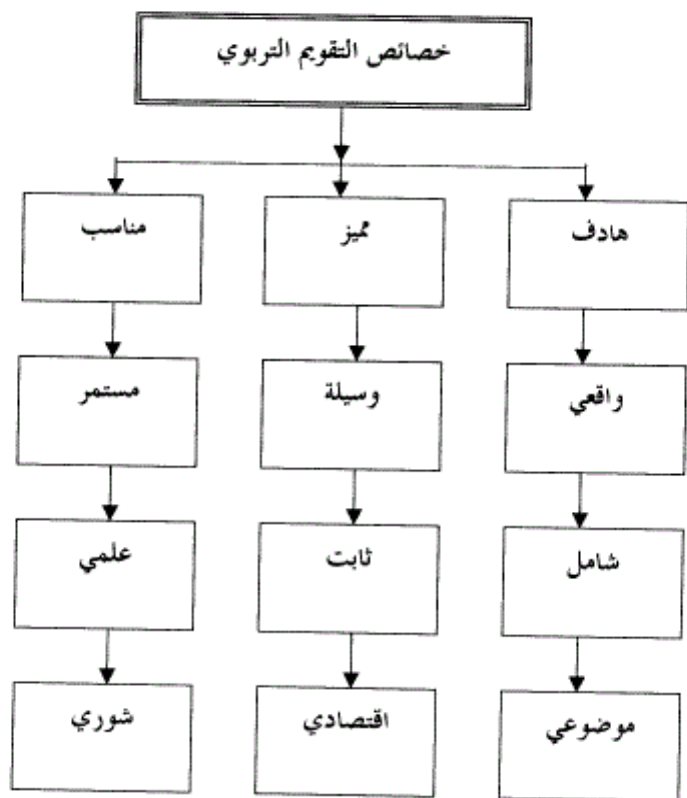 خصائص التقويم التربوي
هادف
مميز
مناسب
واقعي
وسيلة
مستمر
شامل
ثابت
علمي
موضوعي
اقتصادي
شوري